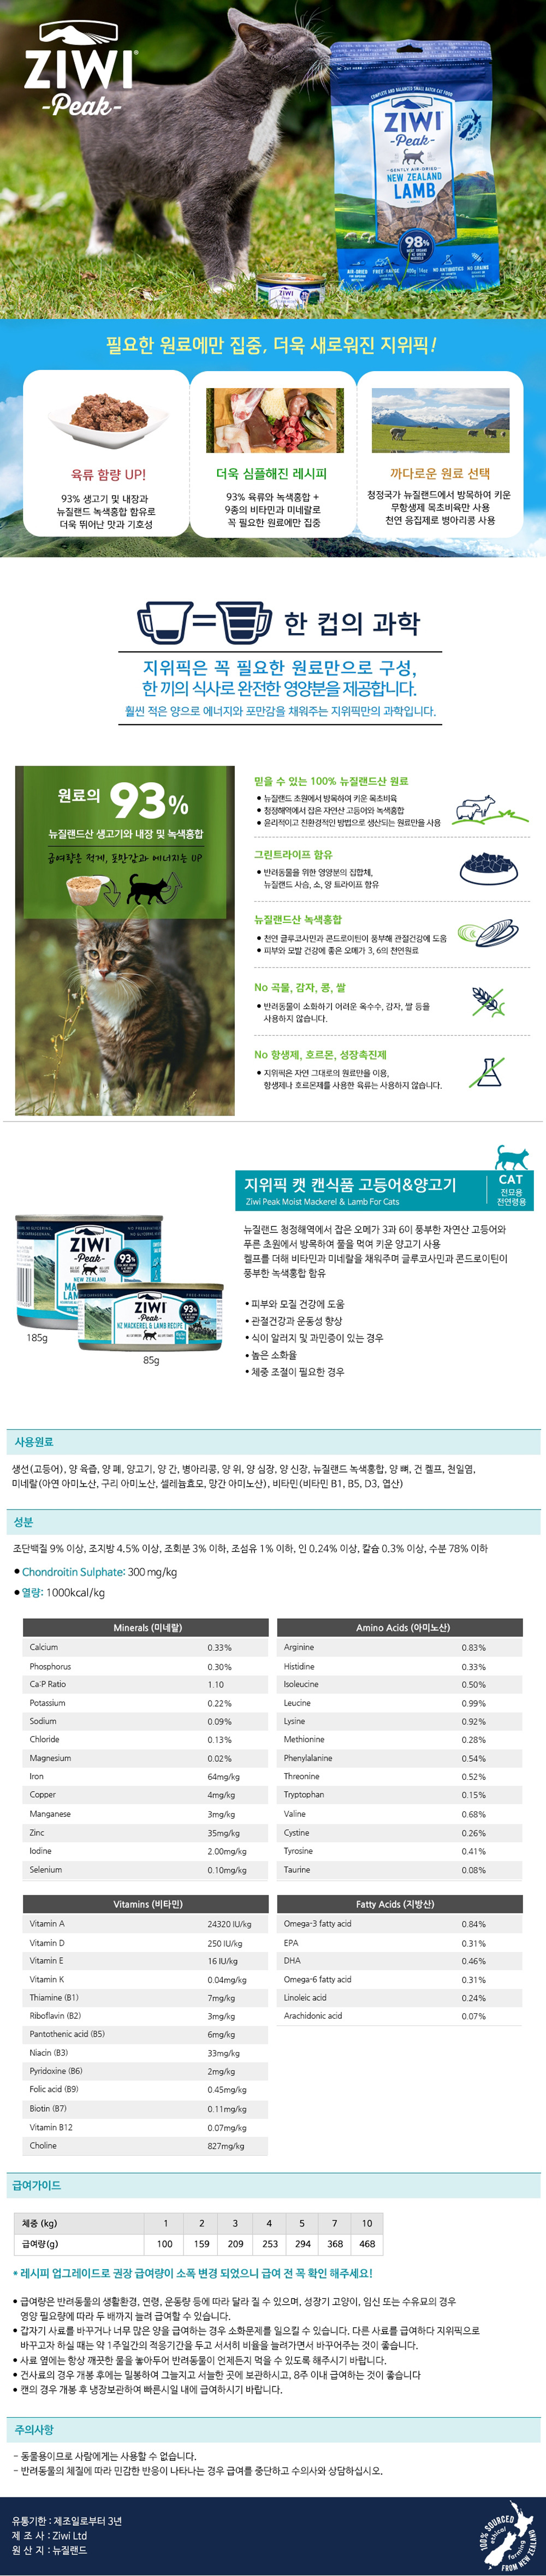 ZIWI
-Peak-
COMPLETE AND BALANCED SMALL BATCH CAT FOOD
ZIWI
Peak
GENTLY AIR-DRIED
NEW ZEALAND
LAMB
98%
AIR-DRIED
NO ANTIBIOTICS
NO GRAINS
ZIWI
Peak
필요한 원료에만 집중, 더욱 새로워진 지위픽!
육류 함량 UP!
93% 생고기 및 내장과
뉴질랜드 녹색홍합 함유로
더욱 뛰어난 맛과 기호성
더욱 심플해진 레시피
93% 육류와 녹색홍합 +
9종의 비타민과 미네랄로
꼭 필요한 원료에만 집중
까다로운 원료 선택
청정국가 뉴질랜드에서 방목하여 키운
무항생제 목초비육만 사용
천연 응집제로 병아리콩 사용
한 컵의 과학
지위픽은 꼭 필요한 원료만으로 구성,
한 끼의 식사로 완전한 영양분을 제공합니다.
훨씬 적은 양으로 에너지와 포만감을 채워주는 지위픽만의 과학입니다.
원료의 93%
뉴질랜드산 생고기와 내장 및 녹색홍합
급여량은 적게, 포만감과 에너지는 UP
믿을 수 있는 100% 뉴질랜드산 원료
• 뉴질랜드 초원에서 방목하여 키운 목초비육
• 청정해역에서 잡은 자연산 고등어와 녹색홍합
• 윤리적이고 친환경적인 방법으로 생산되는 원료만을 사용
그린트라이프 함유
• 반려동물을 위한 영양분의 집합체,
뉴질랜드 사슴, 소, 양 트라이프 함유
뉴질랜드산 녹색홍합
• 천연 글루코사민과 콘드로이틴이 풍부해 관절건강에 도움
• 피부와 모발 건강에 좋은 오메가 3, 6의 천연원료
No 곡물, 감자, 콩, 쌀
• 반려동물이 소화하기 어려운 옥수수, 감자, 쌀 등을
사용하지 않습니다.
No 항생제, 호르몬, 성장촉진제
• 지위픽은 자연 그대로의 원료만을 이용,
항생제나 호르몬제를 사용한 육류는 사용하지 않습니다.
지위픽 캣 캔식품 고등어&양고기
Ziwi Peak Moist Mackerel & Lamb For Cats
CAT
전묘용
전연령용
ZIWI
-Peak-
NEW ZEALAND
93%
ZIWI
Peak
NZ MACKEREL & LAMB RECIPE
93%
185g
85g
뉴질랜드 청정해역에서 잡은 오메가 3과 6이 풍부한 자연산 고등어와
푸른 초원에서 방목하여 풀을 먹여 키운 양고기 사용
켈프를 더해 비타민과 미네랄을 채워주며 글루코사민과 콘드로이틴이
풍부한 녹색홍합 함유
• 피부와 모질 건강에 도움
• 관절건강과 운동성 향상
• 식이 알러지 및 과민증이 있는 경우
• 높은 소화율
• 체중 조절이 필요한 경우
사용원료
생선(고등어), 양 육즙, 양 폐, 양고기, 양 간, 병아리콩, 양 위, 양 심장, 양 신장, 뉴질랜드 녹색홍합, 양 뼈, 건 켈프, 천일염,
미네랄(아연 아미노산, 구리 아미노산, 셀레늄효모, 망간 아미노산), 비타민(비타민 B1, B5, D3, 엽산)
성분
조단백질 9% 이상, 조지방 4.5% 이상, 조회분 3% 이하, 조섬유 1% 이하, 인 0.24% 이상, 칼슘 0.3% 이상, 수분 78% 이하
• Chondroitin Sulphate: 300 mg/kg
• 열량: 1000kcal/kg
Minerals (미네랄)
Calcium 0.33%
Phosphorus 0.30%
Ca:P Ratio 1.10
Potassium 0.22%
Sodium 0.09%
Chloride 0.13%
Magnesium 0.02%
Iron 64mg/kg
Copper 4mg/kg
Manganese 3mg/kg
Zinc 35mg/kg
Iodine 2.00mg/kg
Selenium 0.10mg/kg
Amino Acids (아미노산)
Arginine 0.83%
Histidine 0.33%
Isoleucine 0.50%
Leucine 0.99%
Lysine 0.92%
Methionine 0.28%
Phenylalanine 0.54%
Threonine 0.52%
Tryptophan 0.15%
Valine 0.68%
Cystine 0.26%
Tyrosine 0.41%
Taurine 0.08%
Vitamins (비타민)
Vitamin A 24320 IU/kg
Vitamin D 250 IU/kg
Vitamin E 16 IU/kg
Vitamin K 0.04mg/kg
Thiamine (B1) 7mg/kg
Riboflavin (B2) 3mg/kg
Pantothenic acid (B5) 6mg/kg
Niacin (B3) 33mg/kg
Pyridoxine (B6) 2mg/kg
Folic acid (B9) 0.45mg/kg
Biotin (B7) 0.11mg/kg
Vitamin B12 0.07mg/kg
Choline 827mg/kg
Fatty Acids (지방산)
Omega-3 fatty acid 0.84%
EPA 0.31%
DHA 0.46%
Omega-6 fatty acid 0.31%
Linoleic acid 0.24%
Arachidonic acid 0.07%
급여가이드
체중 (kg) 1 2 3 4 5 7 10
급여량(g) 100 159 209 253 294 368 468
* 레시피 업그레이드로 권장 급여량이 소폭 변경 되었으니 급여 전 꼭 확인 해주세요!
• 급여량은 반려동물의 생활환경, 연령, 운동량 등에 따라 달라 질 수 있으며, 성장기 고양이, 임신 또는 수유묘의 경우
영양 필요량에 따라 두 배까지 늘려 급여할 수 있습니다.
• 갑자기 사료를 바꾸거나 너무 많은 양을 급여하는 경우 소화문제를 일으킬 수 있습니다. 다른 사료를 급여하다 지위픽으로
바꾸고자 하실 때는 약 1주일간의 적응기간을 두고 서서히 비율을 늘려가면서 바꾸어주는 것이 좋습니다.
• 사료 옆에는 항상 깨끗한 물을 놓아두어 반려동물이 언제든지 먹을 수 있도록 해주시기 바랍니다.
• 건사료의 경우 개봉 후에는 밀봉하여 그늘지고 서늘한 곳에 보관하시고, 8주 이내 급여하는 것이 좋습니다
• 캔의 경우 개봉 후 냉장보관하여 빠른시일 내에 급여하시기 바랍니다.
주의사항
- 동물용이므로 사람에게는 사용할 수 없습니다.
- 반려동물의 체질에 따라 민감한 반응이 나타나는 경우 급여를 중단하고 수의사와 상담하십시오.
유통기한 : 제조일로부터 3년
제 조 사 : Ziwi Ltd
원 산 지 : 뉴질랜드
100% SOURCED
ethical farming
FROM NEW ZEALAND